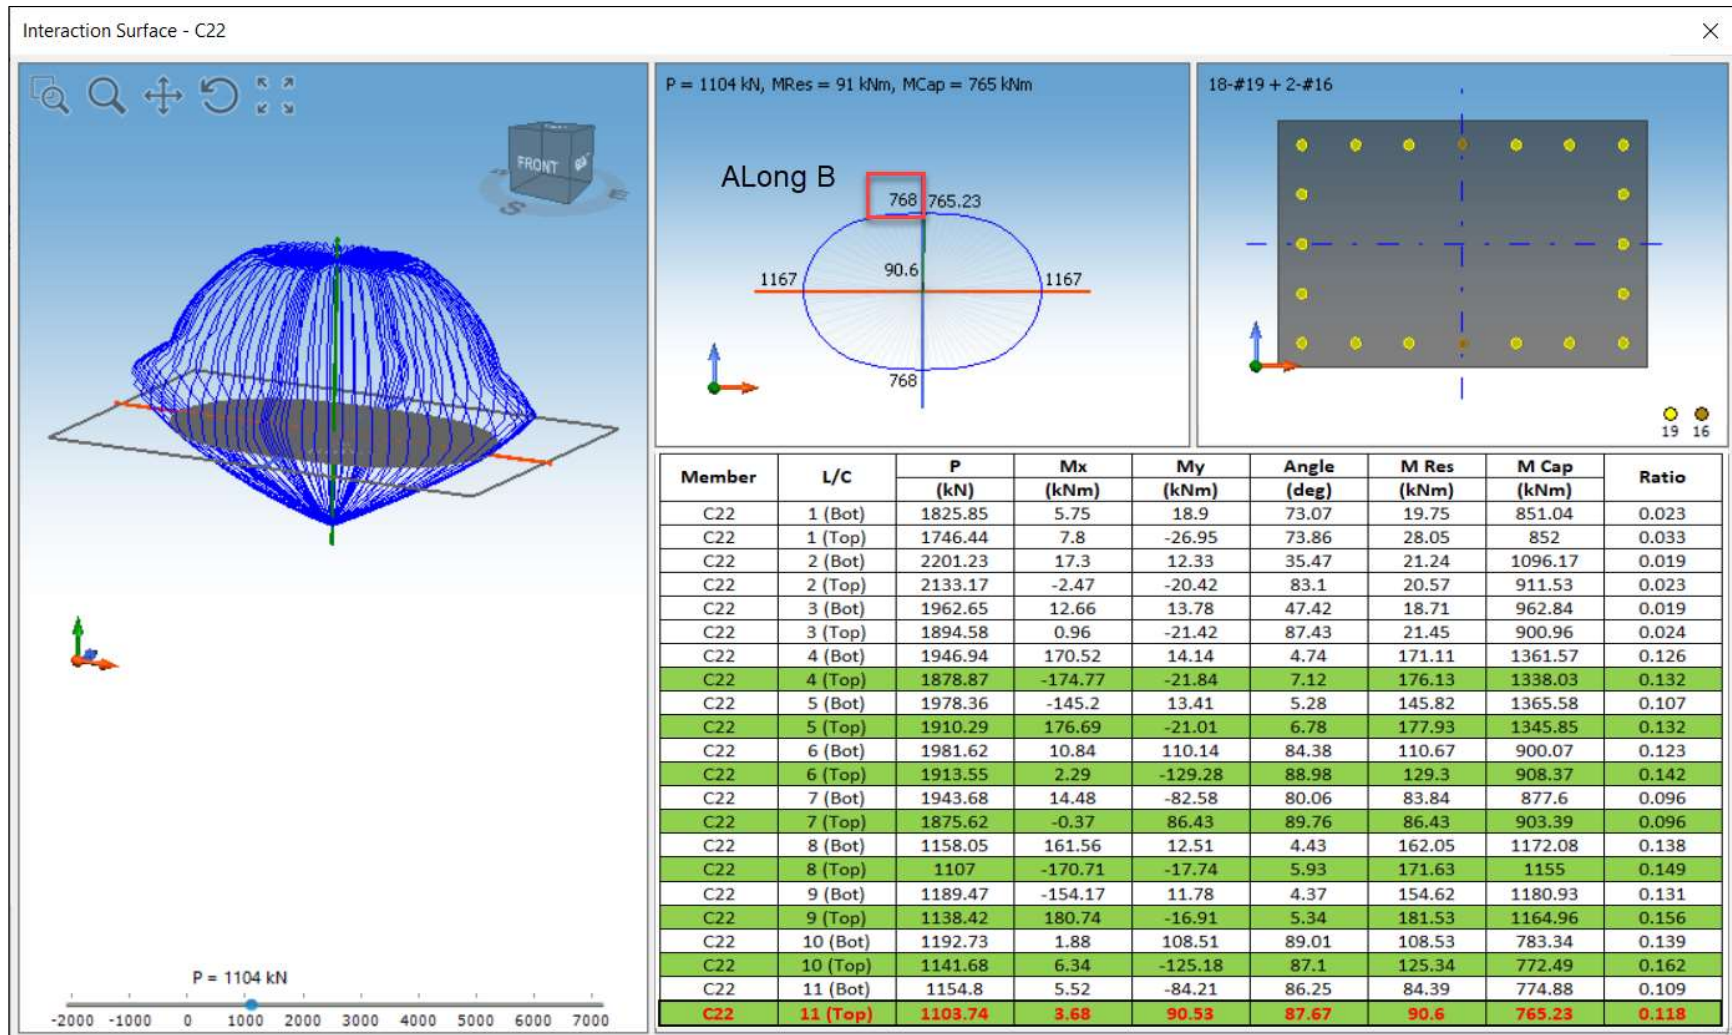 Interaction Surface - C22
FRONT
S
E
P = 1104 kN
-2000 -1000 0 1000 2000 3000 4000 5000 6000 7000
P = 1104 kN, MRes = 91 kNm, MCap = 765 kNm
ALong B
768 765.23
90.6
1167 1167
768
18-#19 + 2-#16
19 16
Member L/C P Mx My Angle M Res M Cap Ratio
(kN) (kNm) (kNm) (deg) (kNm) (kNm)
C22 1 (Bot) 1825.85 5.75 18.9 73.07 19.75 851.04 0.023
C22 1 (Top) 1746.44 7.8 -26.95 73.86 28.05 852 0.033
C22 2 (Bot) 2201.23 17.3 12.33 35.47 21.24 1096.17 0.019
C22 2 (Top) 2133.17 -2.47 -20.42 83.1 20.57 911.53 0.023
C22 3 (Bot) 1962.65 12.66 13.78 47.42 18.71 962.84 0.019
C22 3 (Top) 1894.58 0.96 -21.42 87.43 21.45 900.96 0.024
C22 4 (Bot) 1946.94 170.52 14.14 4.74 171.11 1361.57 0.126
C22 4 (Top) 1878.87 -174.77 -21.84 7.12 176.13 1338.03 0.132
C22 5 (Bot) 1978.36 -145.2 13.41 5.28 145.82 1365.58 0.107
C22 5 (Top) 1910.29 176.69 -21.01 6.78 177.93 1345.85 0.132
C22 6 (Bot) 1981.62 10.84 110.14 84.38 110.67 900.07 0.123
C22 6 (Top) 1913.55 2.29 -129.28 88.98 129.3 908.37 0.142
C22 7 (Bot) 1943.68 14.48 -82.58 80.06 83.84 877.6 0.096
C22 7 (Top) 1875.62 -0.37 86.43 89.76 86.43 903.39 0.096
C22 8 (Bot) 1158.05 161.56 12.51 4.43 162.05 1172.08 0.138
C22 8 (Top) 1107 -170.71 -17.74 5.93 171.63 1155 0.149
C22 9 (Bot) 1189.47 -154.17 11.78 4.37 154.62 1180.93 0.131
C22 9 (Top) 1138.42 180.74 -16.91 5.34 181.53 1164.96 0.156
C22 10 (Bot) 1192.73 1.88 108.51 89.01 108.53 783.34 0.139
C22 10 (Top) 1141.68 6.34 -125.18 87.1 125.34 772.49 0.162
C22 11 (Bot) 1154.8 5.52 -84.21 86.25 84.39 774.88 0.109
C22 11 (Top) 1103.74 3.68 90.53 87.67 90.6 765.23 0.118